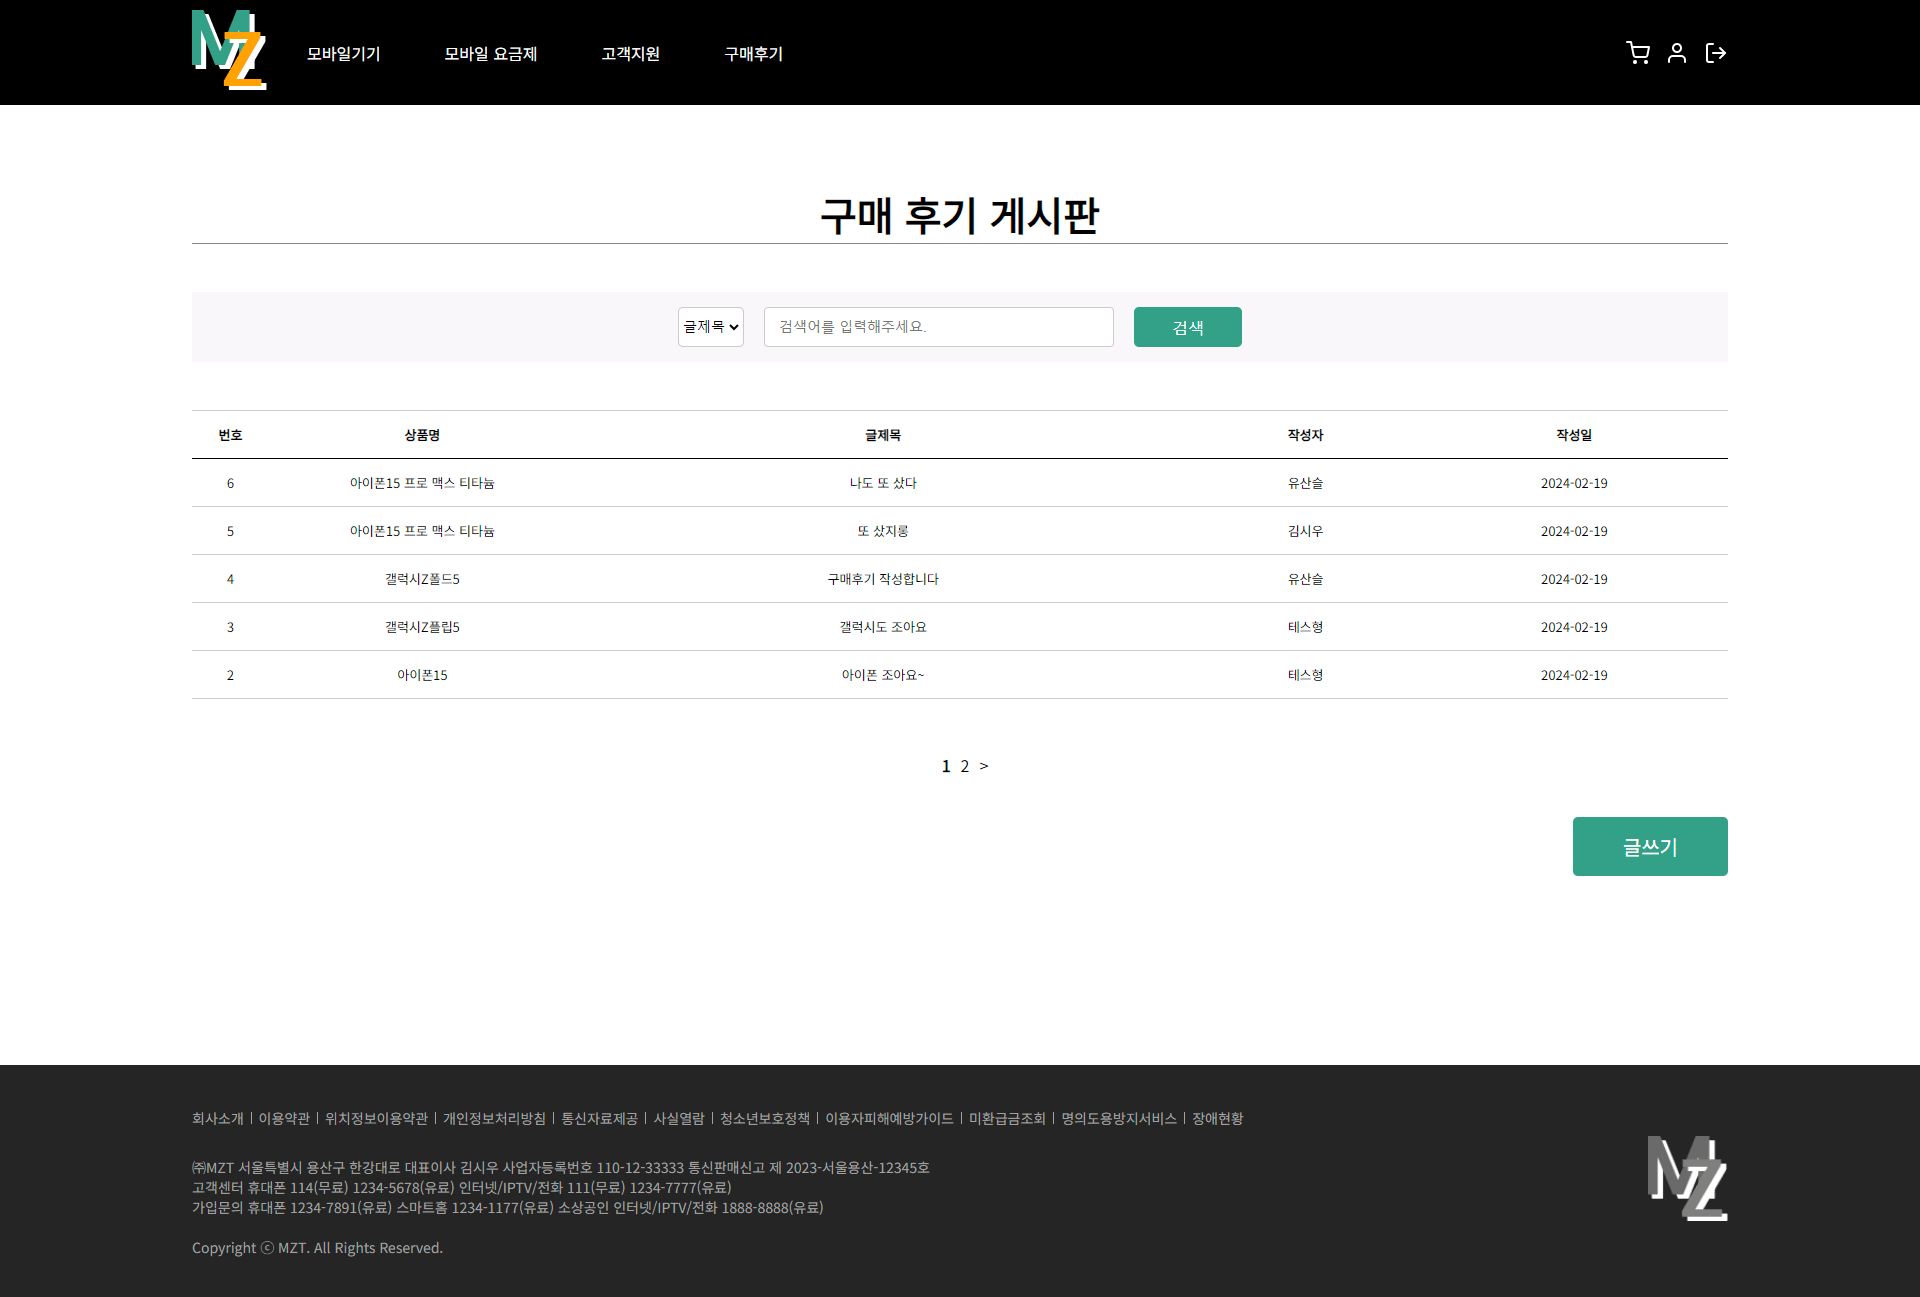 MZ
모바일기기 모바일 요금제 고객지원 구매후기
구매 후기 게시판
글제목 검색어를 입력해주세요. 검색
번호 상품명 글제목 작성자 작성일
6 아이폰15 프로 맥스 티타늄 나도 또 샀다 유산슬 2024-02-19
5 아이폰15 프로 맥스 티타늄 또 샀지롱 김시우 2024-02-19
4 갤럭시Z폴드5 구매후기 작성합니다 유산슬 2024-02-19
3 갤럭시Z플립5 갤럭시도 조아요 테스형 2024-02-19
2 아이폰15 아이폰 조아요~ 테스형 2024-02-19
1 2 >
글쓰기
회사소개 | 이용약관 | 위치정보이용약관 | 개인정보처리방침 | 통신자료제공 | 사실열람 | 청소년보호정책 | 이용자피해예방가이드 | 미환급금조회 | 명의도용방지서비스 | 장애현황
㈜MZT 서울특별시 용산구 한강대로 대표이사 김시우 사업자등록번호 110-12-33333 통신판매신고 제 2023-서울용산-12345호
고객센터 휴대폰 114(무료) 1234-5678(유료) 인터넷/IPTV/전화 111(무료) 1234-7777(유료)
가입문의 휴대폰 1234-7891(유료) 스마트홈 1234-1177(유료) 소상공인 인터넷/IPTV/전화 1888-8888(유료)
Copyright ⓒ MZT. All Rights Reserved.
MZ